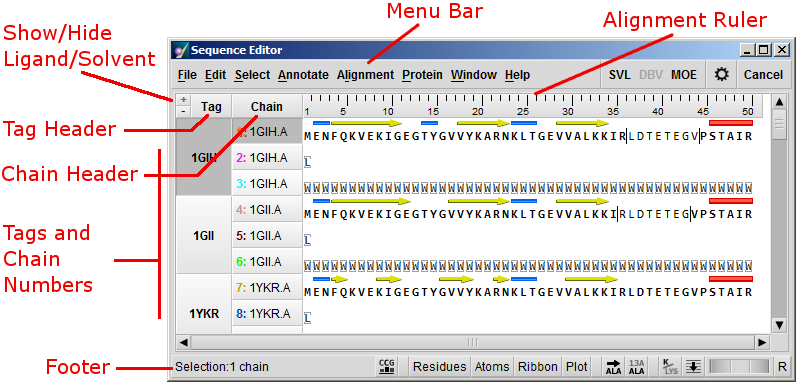 Menu Bar
Alignment Ruler
Show/Hide
Ligand/Solvent
Tag Header
Chain Header
Tags and
Chain
Numbers
Footer
Sequence Editor
File Edit Select Annotate Alignment Protein Window Help SVL DBV MOE Cancel
+
-
Tag Chain 1 5 10 15 20 25 30 35 40 45 50
1GIH
1: 1GIH.A MENFQKVEKIGEGTYGVVYKARNKLTGEVVALKKIRLDTETEGVPSTAIR
2: 1GIH.A L
3: 1GIH.A WWWWWWWWWWWWWWWWWWWWWWWWWWWWWWWWWWWWWWWWWWWWWWWWWW
1GII
4: 1GII.A MENFQKVEKIGEGTYGVVYKARNKLTGEVVALKKIRLDTETEGVPSTAIR
5: 1GII.A L
6: 1GII.A WWWWWWWWWWWWWWWWWWWWWWWWWWWWWWWWWWWWWWWWWWWWWWWWWW
1YKR
7: 1YKR.A MENFQKVEKIGEGTYGVVYKARNKLTGEVVALKKIRLDTETEGVPSTAIR
8: 1YKR.A L
Selection:1 chain CCG Residues Atoms Ribbon Plot ALA 13A ALA K LYS R